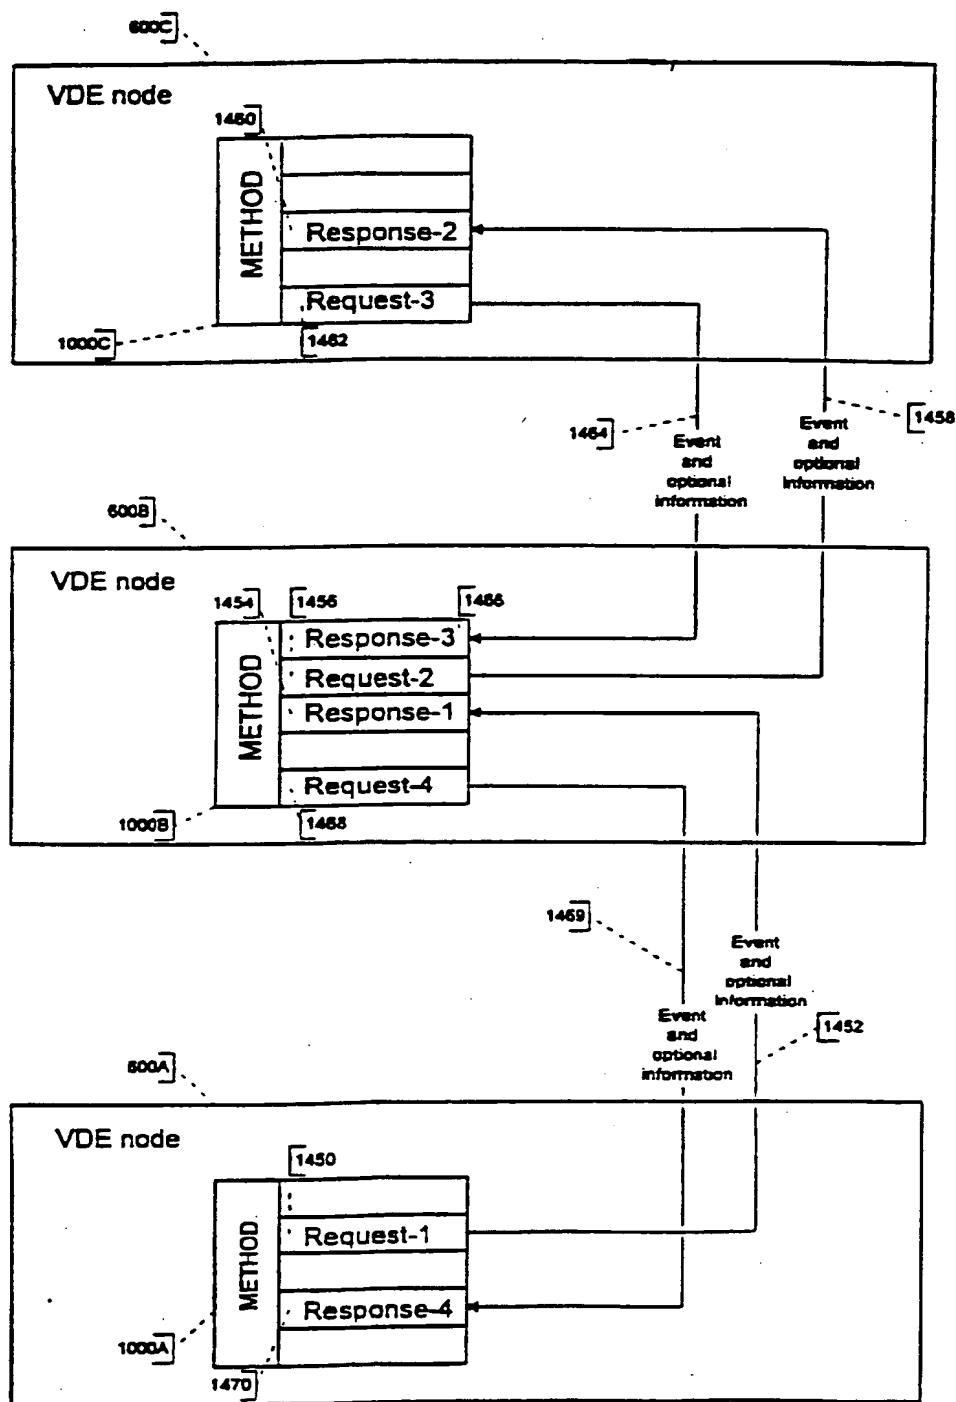 600C
VDE node
1460
METHOD
Response-2
Request-3
1000C
1462
1464
1458
Event
and
optional
information
Event
and
optional
information
600B
VDE node
1454
1456
1466
METHOD
Response-3
Request-2
Response-1
Request-4
1000B
1468
1469
Event
and
optional
information
Event
and
optional
information
1452
600A
VDE node
1450
METHOD
Request-1
Response-4
1000A
1470